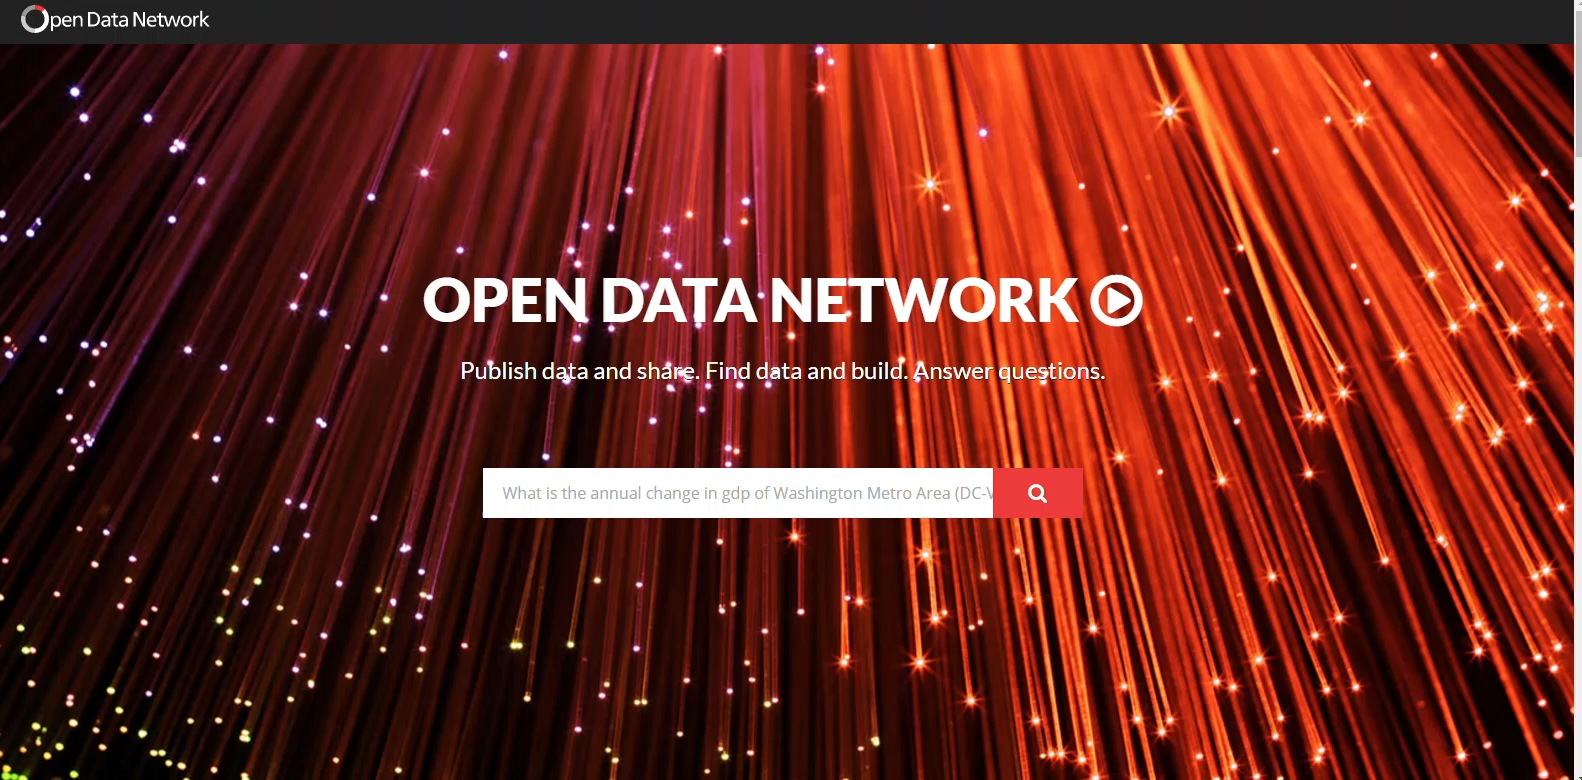 Open Data Network
OPEN DATA NETWORK
Publish data and share. Find data and build. Answer questions.
What is the annual change in gdp of Washington Metro Area (DC-V